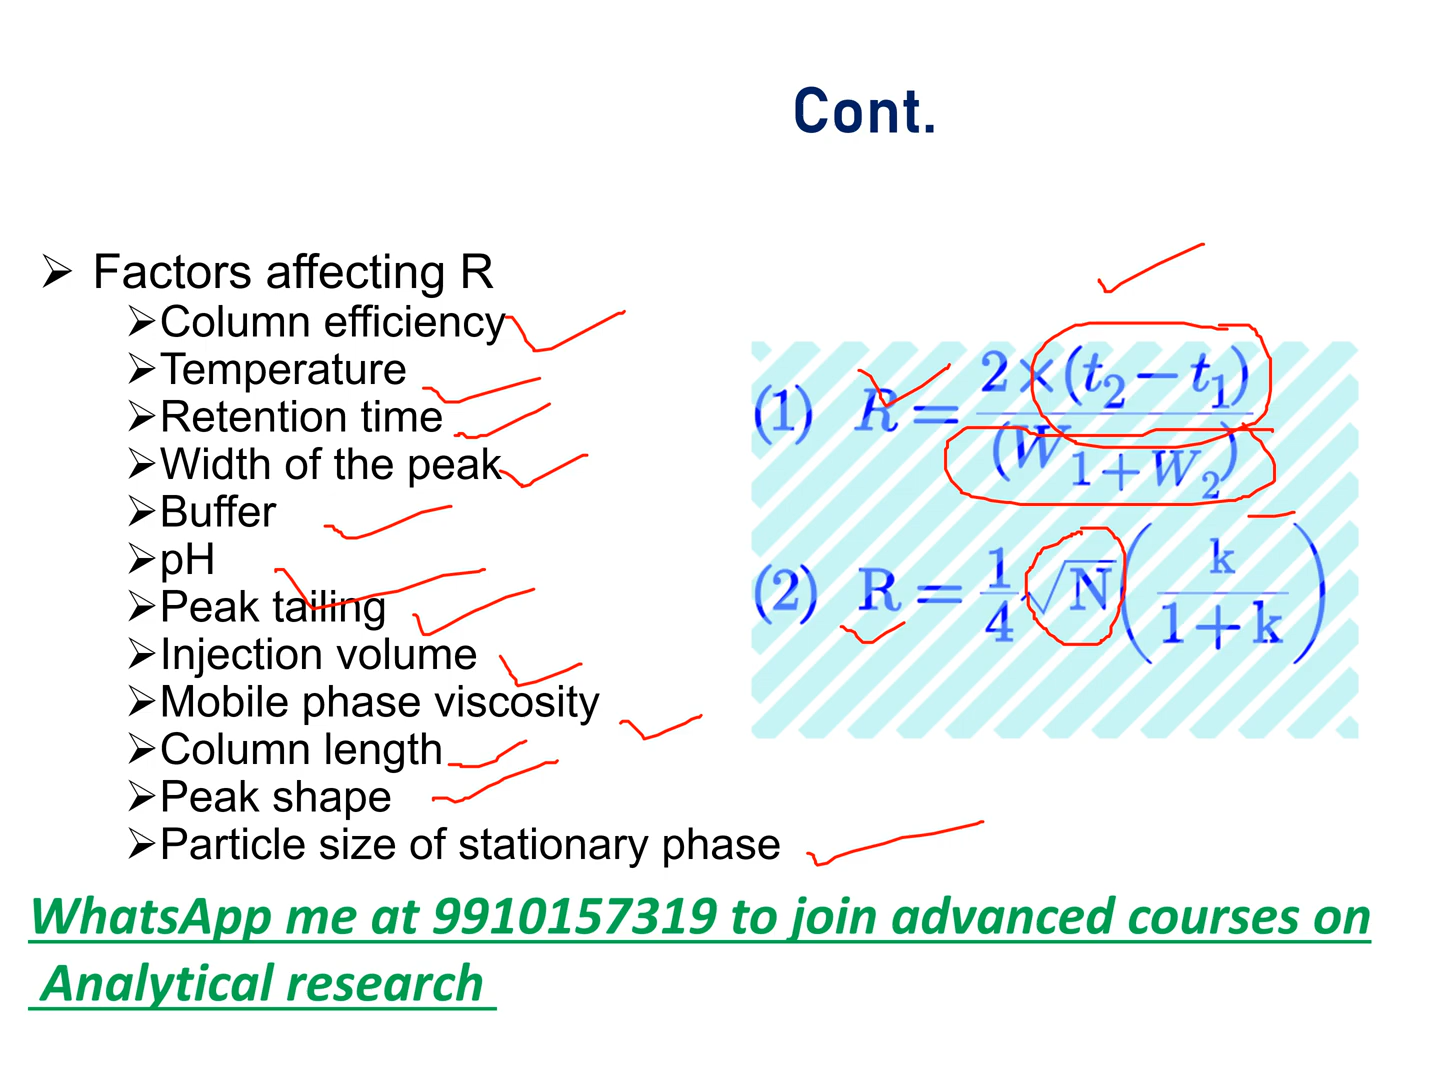 Cont.
➢ Factors affecting R
➢Column efficiency
➢Temperature
➢Retention time
➢Width of the peak
➢Buffer
➢pH
➢Peak tailing
➢Injection volume
➢Mobile phase viscosity
➢Column length
➢Peak shape
➢Particle size of stationary phase
(1) R = 2×(t₂ − t₁) / (W₁ + W₂)
(2) R = 1/4 √N (k / 1 + k)
WhatsApp me at 9910157319 to join advanced courses on
Analytical research